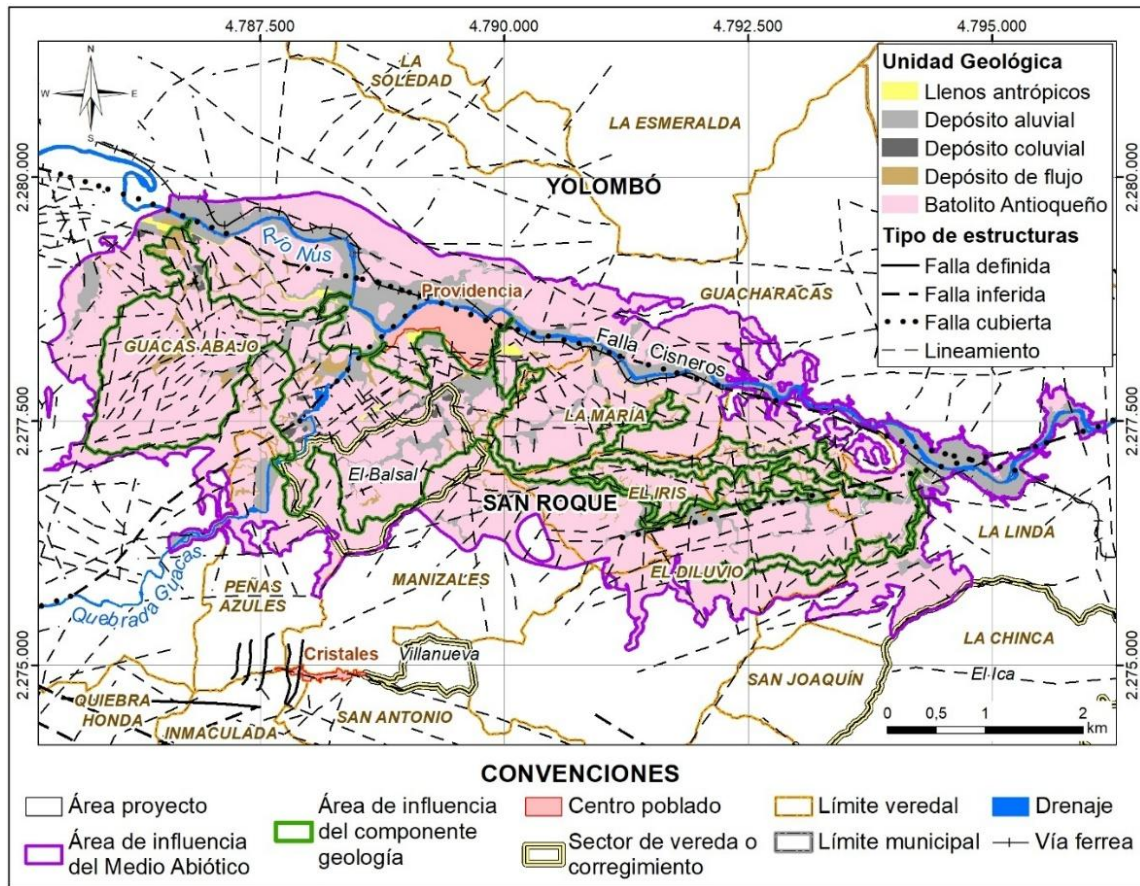 4.787.500
4.790.000
4.792.500
4.795.000
N
W
E
S
LA
SOLEDAD
LA ESMERALDA
YOLOMBÓ
Unidad Geológica
Llenos antrópicos
Depósito aluvial
Depósito coluvial
Depósito de flujo
Batolito Antioqueño
Tipo de estructuras
Falla definida
Falla inferida
Falla cubierta
Lineamiento
2.280.000
2.280.000
Río Nus
Providencia
GUACHARACAS
GUACAS ABAJO
Falla Cisneros
2.277.500
2.277.500
LA MARÍA
El Balsal
EL IRIS
SAN ROQUE
LA LINDA
Quebrada Guacas
PEÑAS
AZULES
MANIZALES
EL DILUVIO
LA CHINCA
2.275.000
2.275.000
Cristales
Villanueva
SAN JOAQUÍN
El Ica
QUIEBRA
HONDA
INMACULADA
SAN ANTONIO
0 0,5 1 2
km
CONVENCIONES
Área proyecto
Área de influencia
del Medio Abiótico
Área de influencia
del componente
geología
Centro poblado
Sector de vereda o
corregimiento
Límite veredal
Límite municipal
Drenaje
Vía ferrea